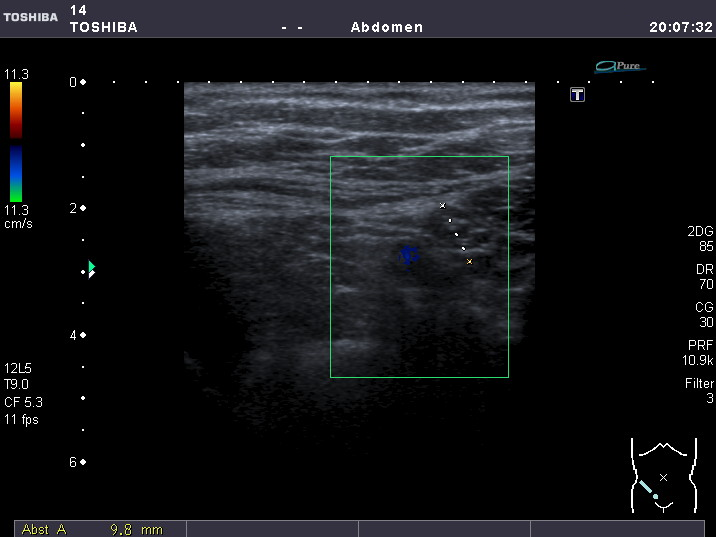 TOSHIBA
14
TOSHIBA
- -
Abdomen
20:07:32
Pure
T
11.3
11.3
cm/s
0
2
4
6
2DG
85
DR
70
CG
30
PRF
10.9k
Filter
3
12L5
T9.0
CF 5.3
11 fps
Abst A 9.8 mm